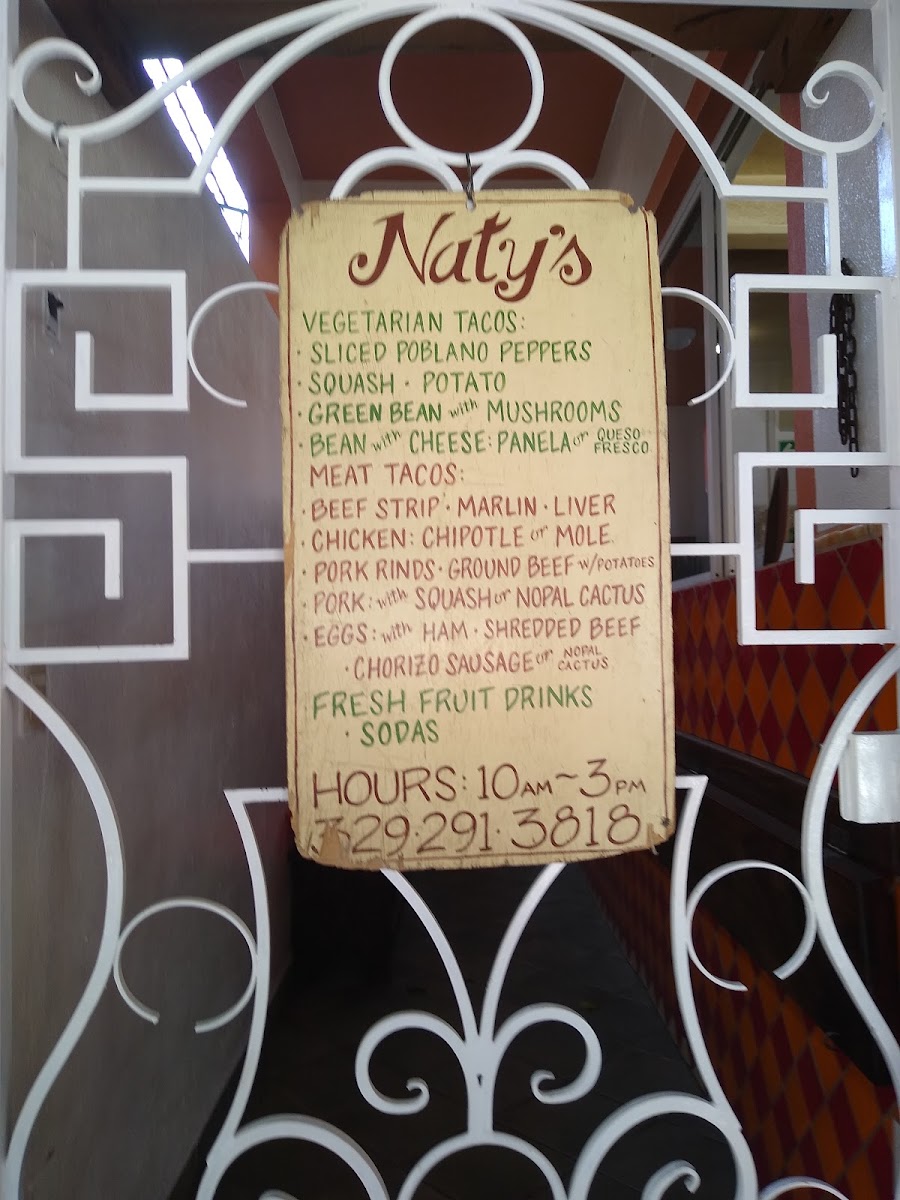 Naty's
VEGETARIAN TACOS:
· SLICED POBLANO PEPPERS
· SQUASH · POTATO
· GREEN BEAN with MUSHROOMS
· BEAN with CHEESE: PANELA or QUESO FRESCO
MEAT TACOS:
· BEEF STRIP · MARLIN · LIVER
· CHICKEN: CHIPOTLE or MOLE
· PORK RINDS · GROUND BEEF W/POTATOES
· PORK: with SQUASH or NOPAL CACTUS
· EGGS: with HAM · SHREDDED BEEF
· CHORIZO SAUSAGE or NOPAL CACTUS
FRESH FRUIT DRINKS
· SODAS
HOURS: 10AM~3PM
329·291·3818